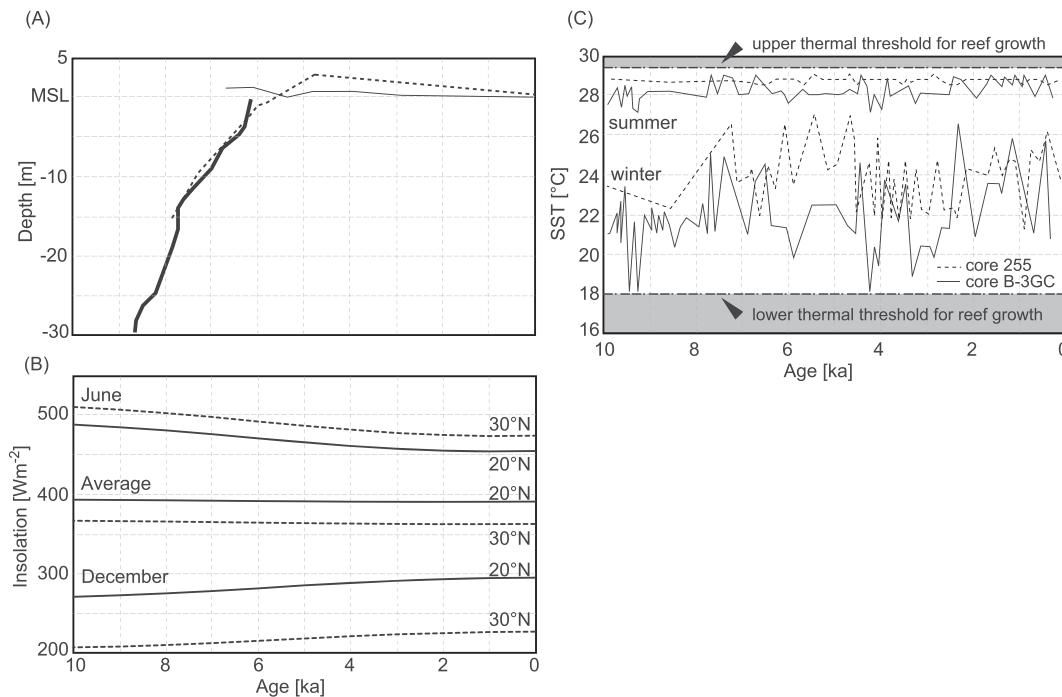 (A)
5
MSL
-10
-20
-30
Depth [m]
(B)
June
500
30°N
20°N
Average
400
20°N
30°N
300
December
20°N
30°N
200
Insolation [Wm-2]
10
8
6
4
2
0
Age [ka]
(C)
upper thermal threshold for reef growth
30
28
summer
26
24
winter
22
20
18
16
SST [°C]
core 255
core B-3GC
lower thermal threshold for reef growth
10
8
6
4
2
0
Age [ka]